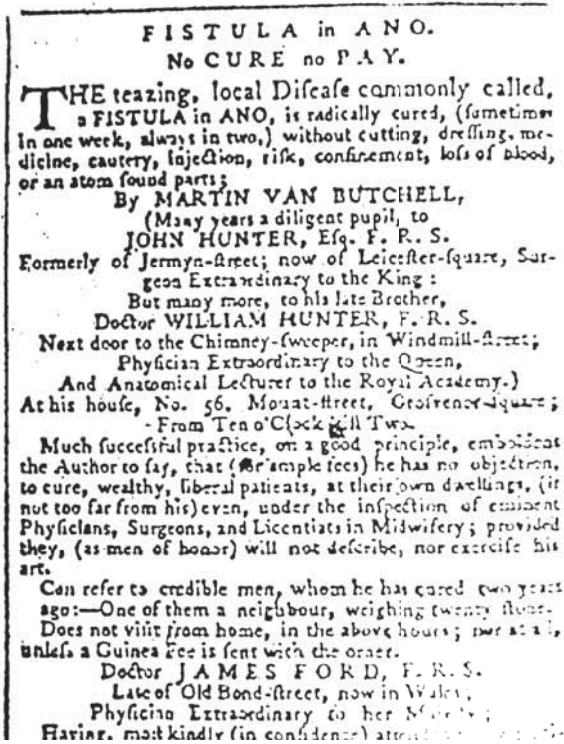 FISTULA in ANO.
No CURE no PAY.
THE teazing, local Diſeaſe commonly called,
a FISTULA in ANO, is radically cured, (ſometimes
in one week, always in two,) without cutting, dreſſing, me-
dicine, cautery, injection, riſk, confinement, loſs of blood,
or an atom ſound parts;
By MARTIN VAN BUTCHELL,
(Many years a diligent pupil, to
JOHN HUNTER, Eſq. F. R. S.
Formerly of Jermyn-ſtreet; now of Leiceſter-ſquare, Sur-
geon Extraordinary to the King:
But many more, to his late Brother,
Doctor WILLIAM HUNTER, F. R. S.
Next door to the Chimney-ſweeper, in Windmill-ſtreet;
Phyſician Extraordinary to the Queen,
And Anatomical Lecturer to the Royal Academy.)
At his houſe, No. 56. Mount-ſtreet, Groſvenor-ſquare;
- From Ten o'Clock till Two.
Much ſucceſsful practice, on a good principle, emboldens
the Author to ſay, that (for ample fees) he has no objection,
to cure, wealthy, liberal patients, at their own dwellings, (if
not too far from his) even, under the inſpection of eminent
Phyſicians, Surgeons, and Licentiats in Midwifery; provided
they, (as men of honor) will not deſcribe, nor exerciſe his
art.
Can refer to credible men, whom he has cured two years
ago:—One of them a neighbour, weighing twenty ſtone.
Does not viſit from home, in the above hours; nor at all,
unleſs a Guinea Fee is ſent with the order.
Doctor JAMES FORD, F. R. S.
Late of Old Bond-ſtreet, now in Wales;
Phyſician Extraordinary to her
Having, moſt kindly (in confidence)